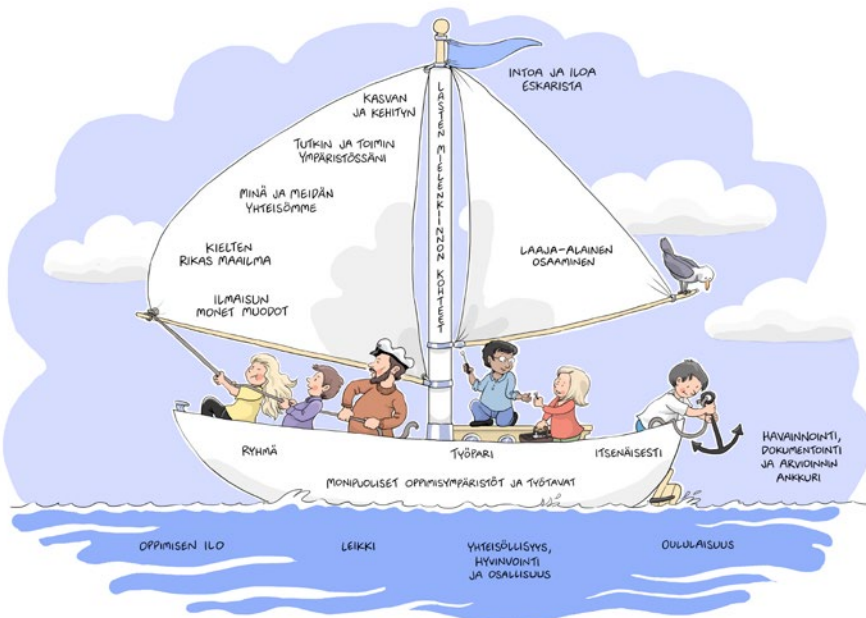 INTOA JA ILOA
ESKARISTA
KASVAN
JA KEHITYN
TUTKIN JA TOIMIN
YMPÄRISTÖSSÄNI
MINÄ JA MEIDÄN
YHTEISÖMME
KIELTEN
RIKAS MAAILMA
ILMAISUN
MONET MUODOT
LASTEN MIELENKIINNON KOHTEET
LAAJA-ALAINEN
OSAAMINEN
RYHMÄ
TYÖPARI
ITSENÄISESTI
MONIPUOLISET OPPIMISYMPÄRISTÖT JA TYÖTAVAT
HAVAINNOINTI,
DOKUMENTOINTI
JA ARVIOINNIN
ANKKURI
OPPIMISEN ILO
LEIKKI
YHTEISÖLLISYYS,
HYVINVOINTI
JA OSALLISUUS
OULULAISUUS